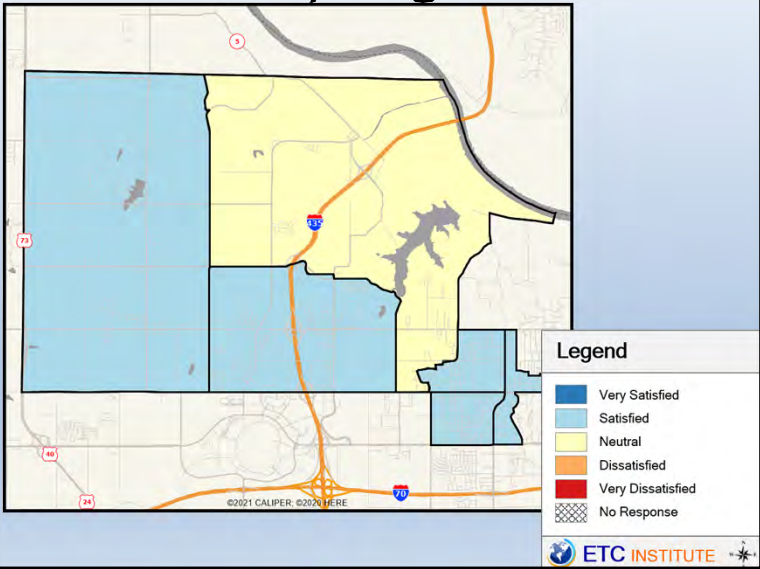 5
435
73
40
24
70
©2021 CALIPER; ©2020 HERE
Legend
Very Satisfied
Satisfied
Neutral
Dissatisfied
Very Dissatisfied
No Response
ETC INSTITUTE
N
W
E
S